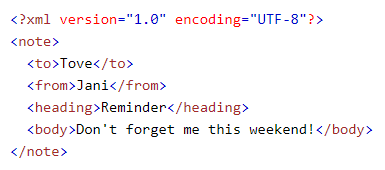 <?xml version="1.0" encoding="UTF-8"?>
<note>
  <to>Tove</to>
  <from>Jani</from>
  <heading>Reminder</heading>
  <body>Don't forget me this weekend!</body>
</note>